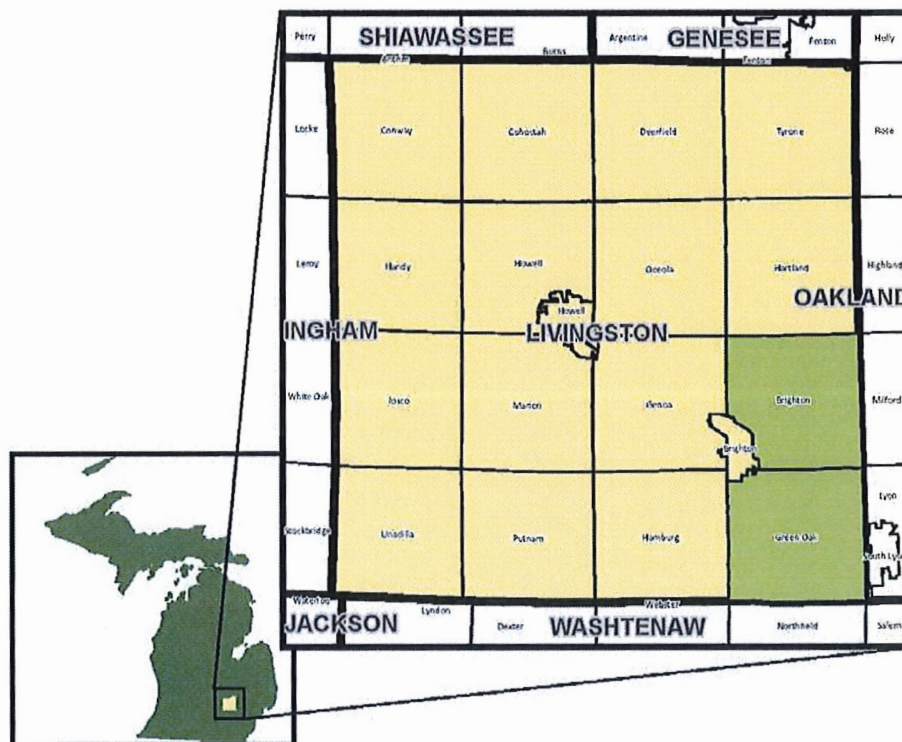 Perry
SHIAWASSEE
Burns
Argentine
GENESEE
Fenton
Holly
Fenton
Locke
Conway
Cohoctah
Deerfield
Tyrone
Rose
Leroy
Handy
Howell
Oceola
Hartland
Highland
Howell
OAKLAND
INGHAM
LIVINGSTON
White Oak
Iosco
Marion
Genoa
Brighton
Milford
Brighton
Lyon
Stockbridge
Unadilla
Putnam
Hamburg
Green Oak
South Lyon
Waterloo
Lyndon
Webster
JACKSON
Dexter
WASHTENAW
Northfield
Salem